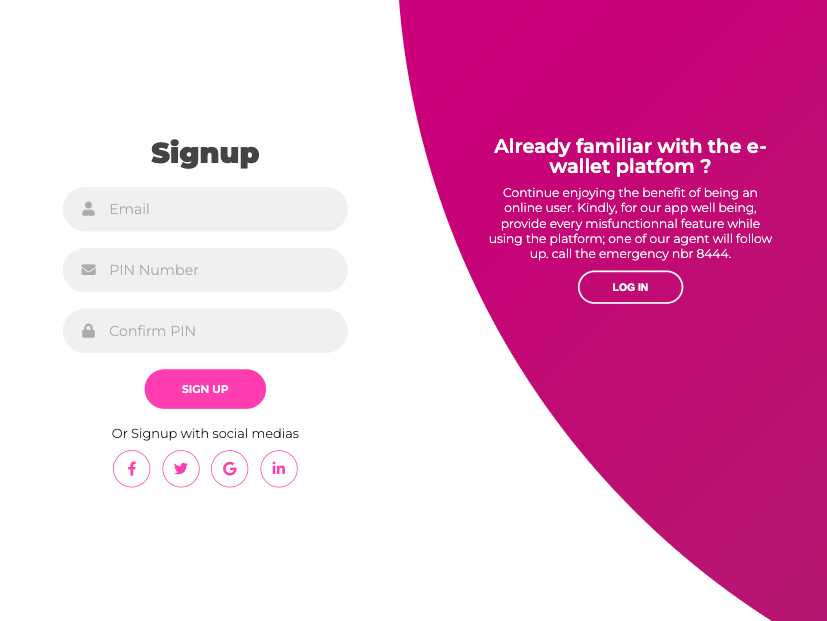 Signup
Email
PIN Number
Confirm PIN
SIGN UP
Or Signup with social medias
Already familiar with the e-
wallet platfom ?
Continue enjoying the benefit of being an
online user. Kindly, for our app well being,
provide every misfunctionnal feature while
using the platform; one of our agent will follow
up. call the emergency nbr 8444.
LOG IN